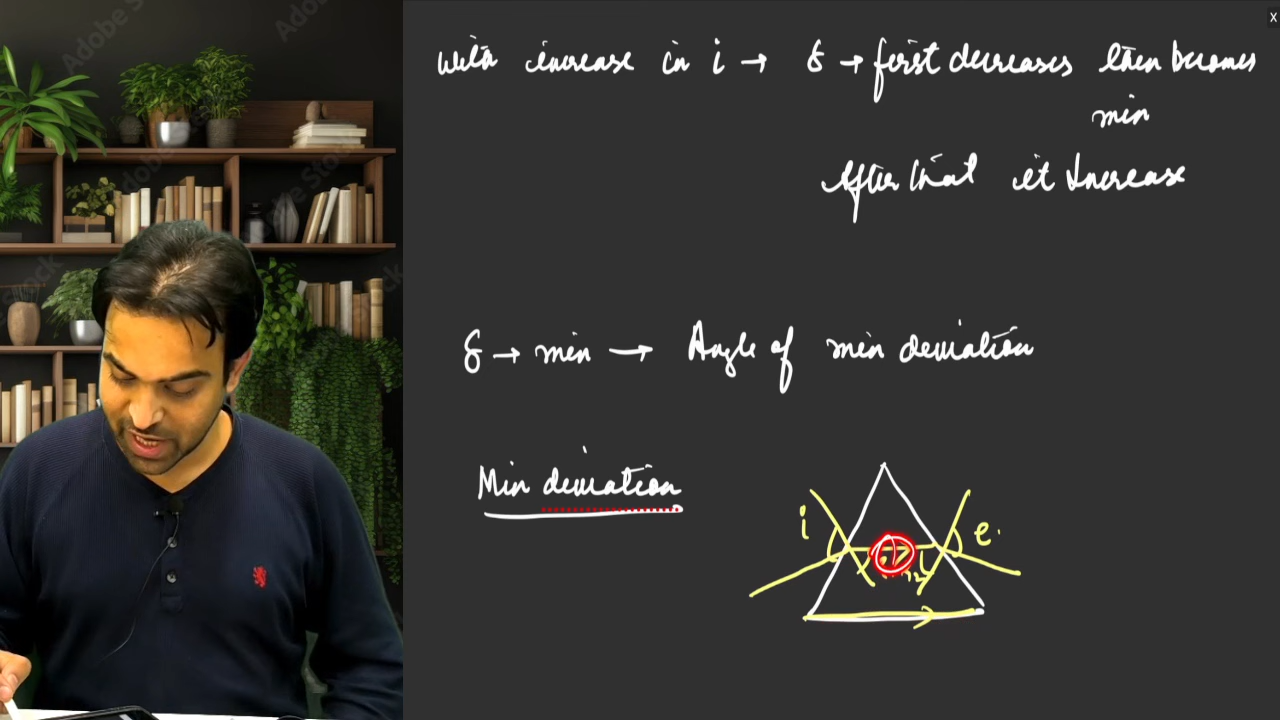 With increase in i → δ → first decreases then becomes
min
After that it Increase
δ → min → Angle of min deviation
Min deviation
i
e
r2